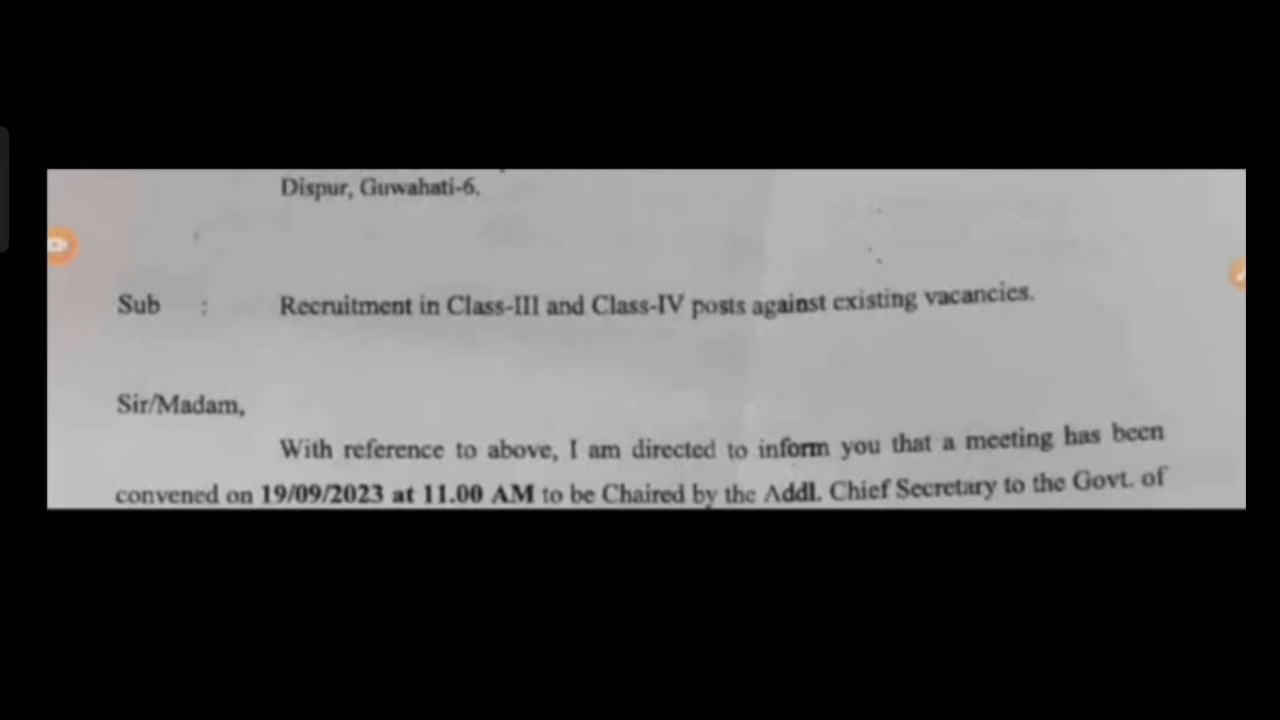 Dispur, Guwahati-6.
Sub : Recruitment in Class-III and Class-IV posts against existing vacancies.
Sir/Madam,
With reference to above, I am directed to inform you that a meeting has been
convened on 19/09/2023 at 11.00 AM to be Chaired by the Addl. Chief Secretary to the Govt. of